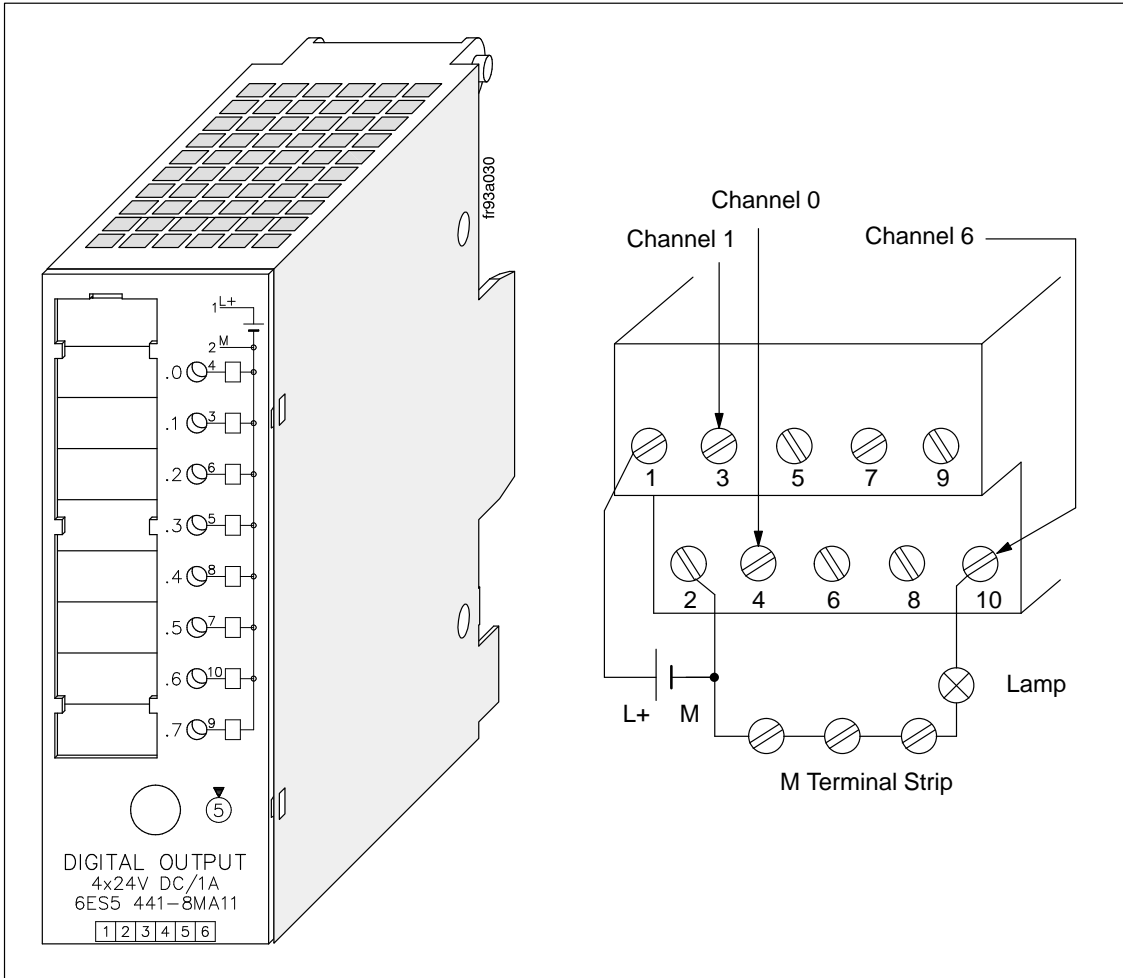 fr93a030
1 L+
2 M
.0 4
.1 3
.2 6
.3 5
.4 8
.5 7
.6 10
.7 9
5
DIGITAL OUTPUT
4x24V DC/1A
6ES5 441-8MA11
1 2 3 4 5 6
Channel 0
Channel 1
Channel 6
1 3 5 7 9
2 4 6 8 10
L+ M
Lamp
M Terminal Strip